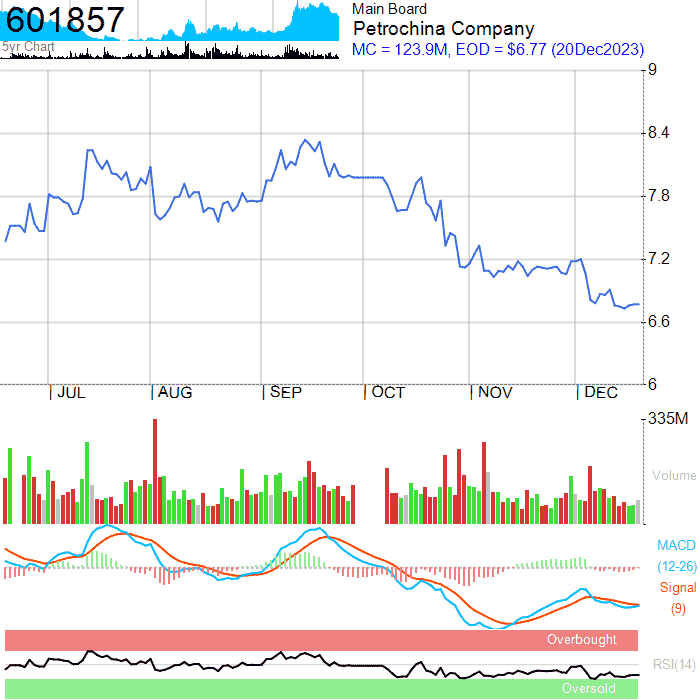 601857
5yr Chart
Main Board
Petrochina Company
MC = 123.9M, EOD = $6.77 (20Dec2023)
9
8.4
7.8
7.2
6.6
6
| JUL | AUG | SEP | OCT | NOV | DEC
335M
Volume
MACD
(12-26)
Signal
(9)
Overbought
RSI(14)
Oversold